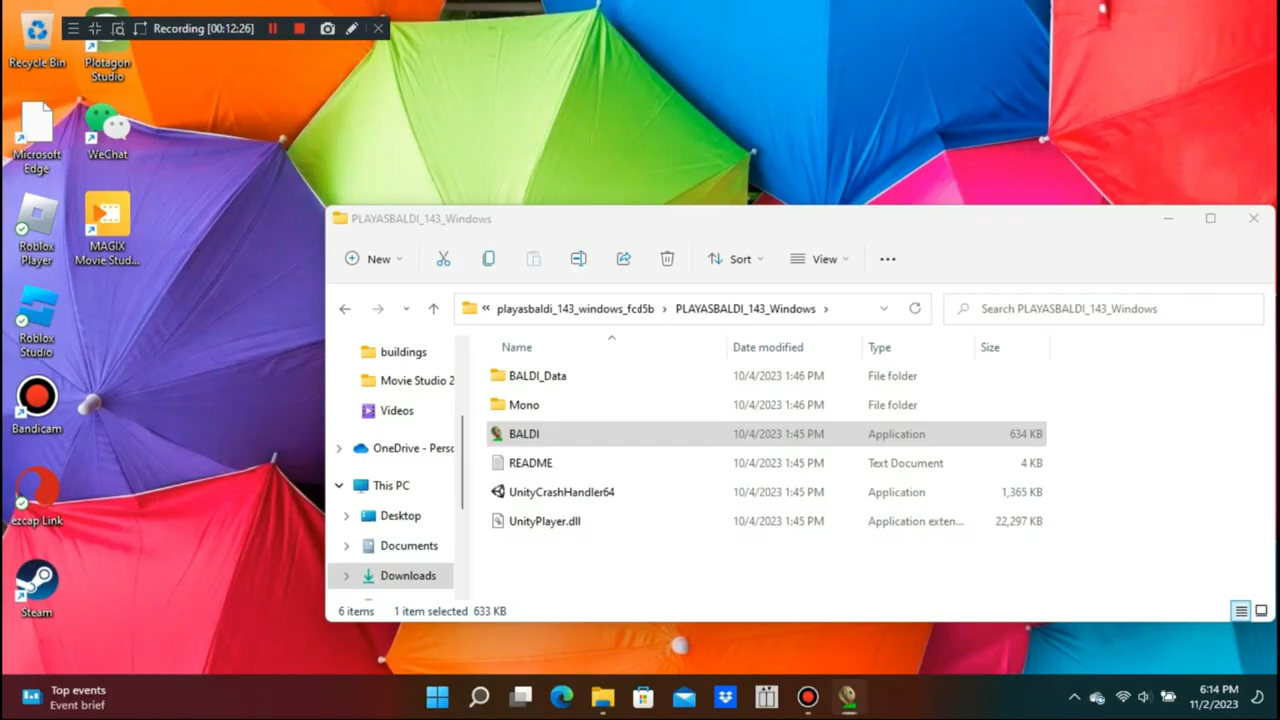 Recording [00:12:26]
Recycle Bin
Plotagon
Studio
Microsoft
Edge
WeChat
Roblox
Player
MAGIX
Movie Stud...
Roblox
Studio
Bandicam
ezcap Link
Steam
PLAYASBALDI_143_Windows
New
Sort
View
« playasbaldi_143_windows_fcd5b › PLAYASBALDI_143_Windows ›
Search PLAYASBALDI_143_Windows
Name Date modified Type Size
buildings
Movie Studio 2
Videos
OneDrive - Perso
This PC
Desktop
Documents
Downloads
BALDI_Data 10/4/2023 1:46 PM File folder
Mono 10/4/2023 1:46 PM File folder
BALDI 10/4/2023 1:45 PM Application 634 KB
README 10/4/2023 1:45 PM Text Document 4 KB
UnityCrashHandler64 10/4/2023 1:45 PM Application 1,365 KB
UnityPlayer.dll 10/4/2023 1:45 PM Application exten... 22,297 KB
6 items 1 item selected 633 KB
Top events
Event brief
6:14 PM
11/2/2023